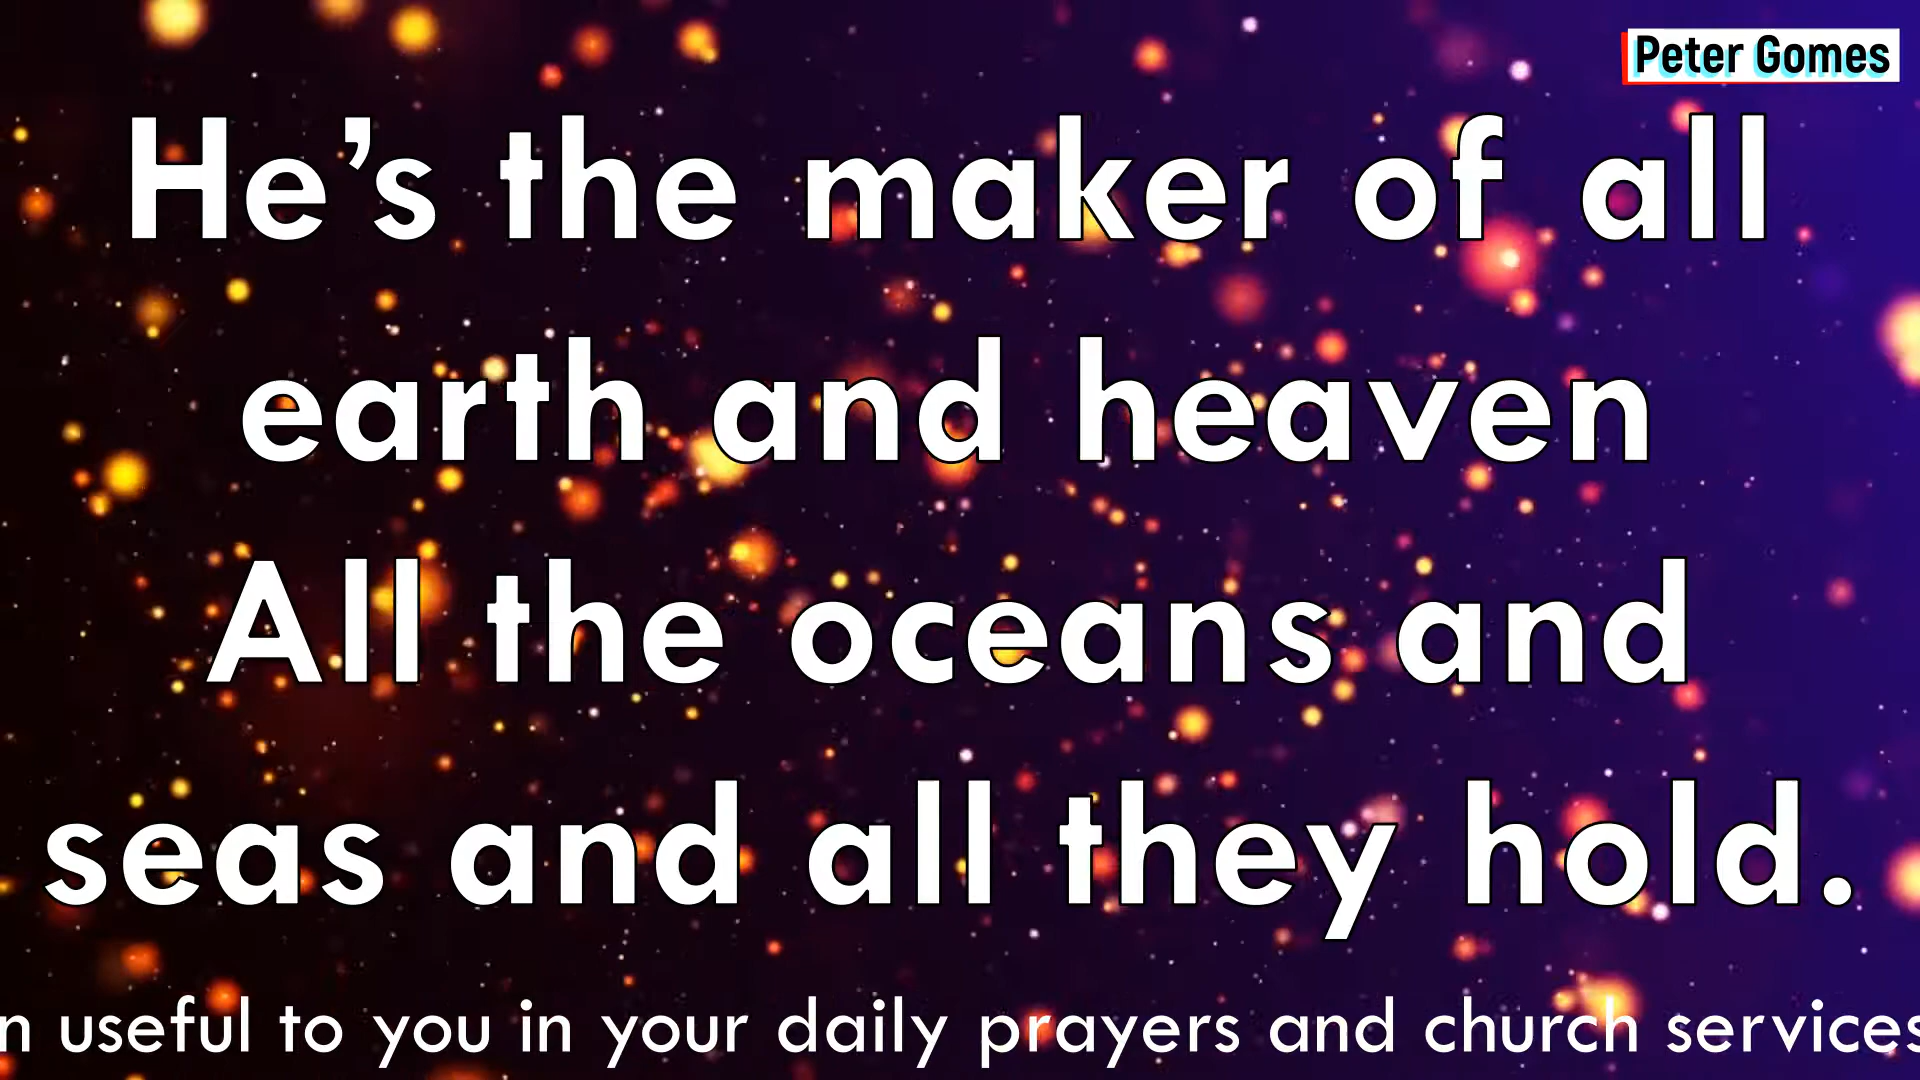 Peter Gomes
He’s the maker of all
earth and heaven
All the oceans and
seas and all they hold.
n useful to you in your daily prayers and church services